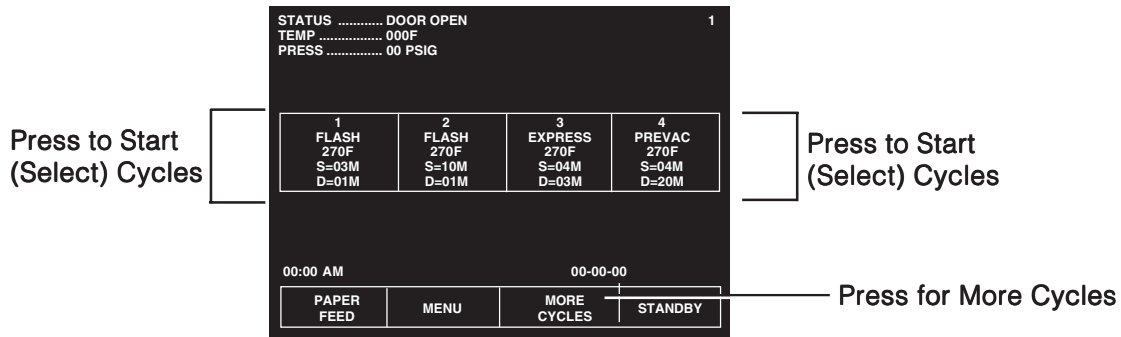 STATUS ............ DOOR OPEN 1
TEMP ................. 000F
PRESS ............... 00 PSIG
Press to Start
(Select) Cycles
1 2 3 4
FLASH FLASH EXPRESS PREVAC
270F 270F 270F 270F
S=03M S=10M S=04M S=04M
D=01M D=01M D=03M D=20M
Press to Start
(Select) Cycles
00:00 AM 00-00-00
PAPER
FEED
MENU
MORE
CYCLES
STANDBY
Press for More Cycles